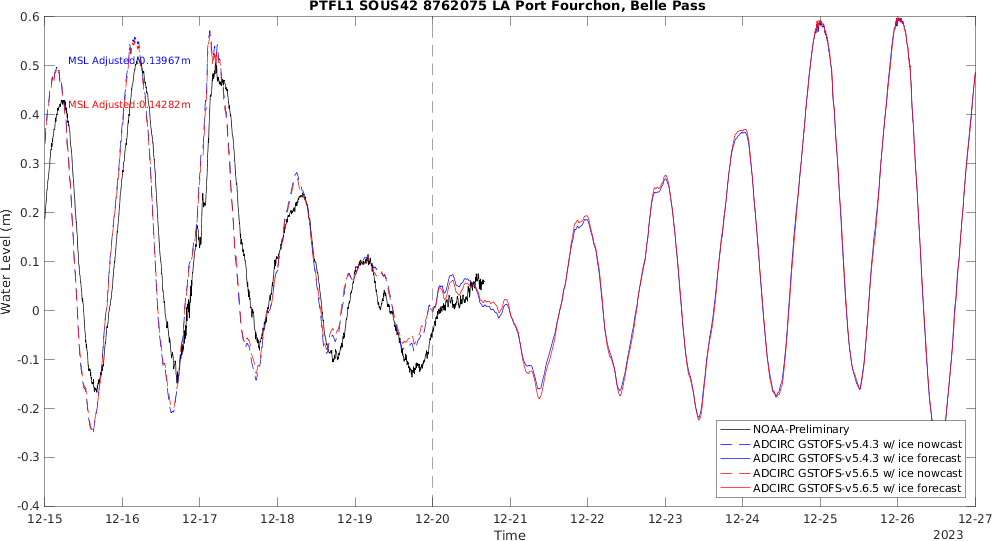 PTFL1 SOUS42 8762075 LA Port Fourchon, Belle Pass
Water Level (m)
0.6
0.5
0.4
0.3
0.2
0.1
0
-0.1
-0.2
-0.3
-0.4
MSL Adjusted:0.13967m
MSL Adjusted:0.14282m
NOAA-Preliminary
ADCIRC GSTOFS-v5.4.3 w/ ice nowcast
ADCIRC GSTOFS-v5.4.3 w/ ice forecast
ADCIRC GSTOFS-v5.6.5 w/ ice nowcast
ADCIRC GSTOFS-v5.6.5 w/ ice forecast
12-15 12-16 12-17 12-18 12-19 12-20 12-21 12-22 12-23 12-24 12-25 12-26 12-27
Time
2023